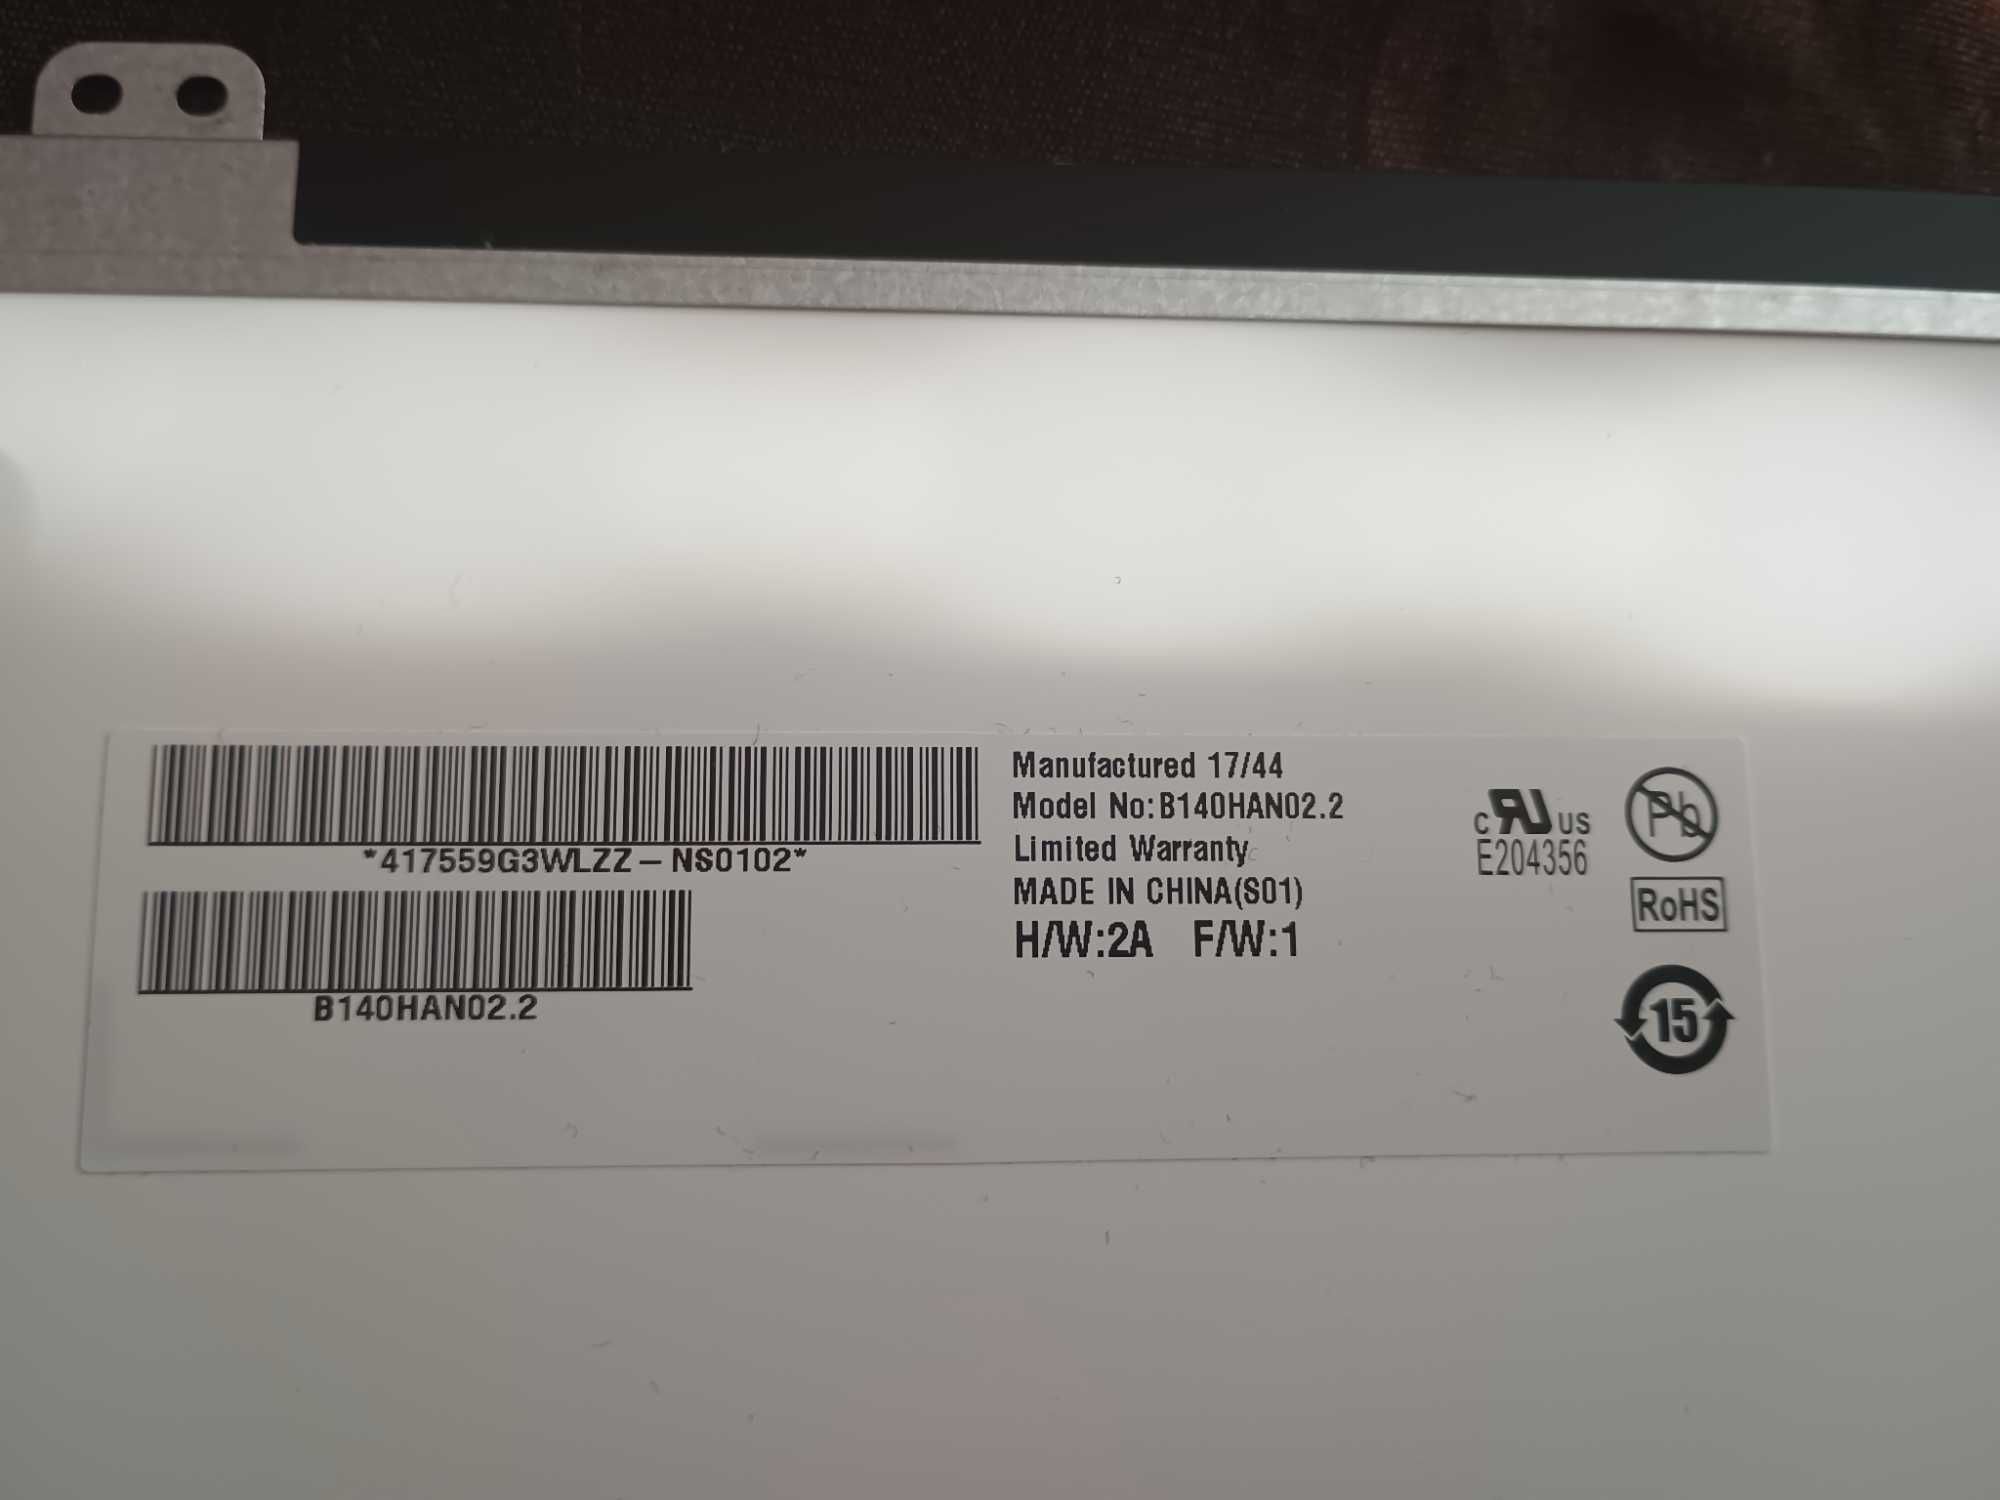 *417559G3WLZZ-NS0102*
B140HAN02.2
Manufactured 17/44
Model No:B140HAN02.2
Limited Warranty
MADE IN CHINA(S01)
H/W:2A F/W:1
c RU US
E204356
Pb
RoHS
15